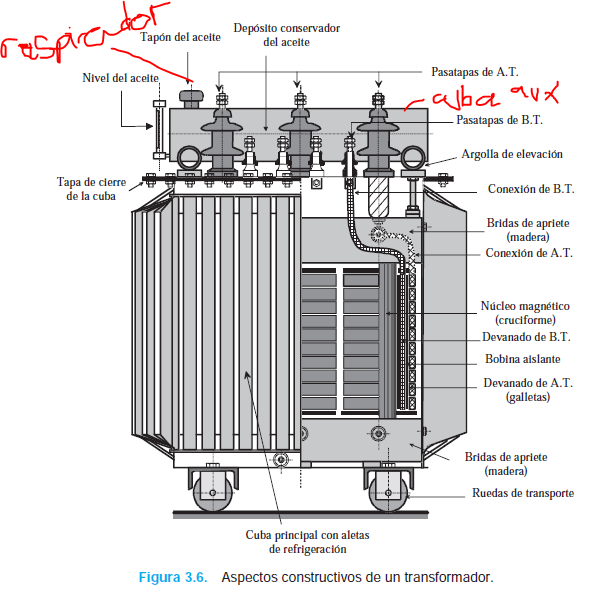 respirador
Tapón del aceite
Depósito conservador
del aceite
Nivel del aceite
Pasatapas de A.T.
cuba aux
Pasatapas de B.T.
Argolla de elevación
Tapa de cierre
de la cuba
Conexión de B.T.
Bridas de apriete
(madera)
Conexión de A.T.
Núcleo magnético
(cruciforme)
Devanado de B.T.
Bobina aislante
Devanado de A.T.
(galletas)
Bridas de apriete
(madera)
Ruedas de transporte
Cuba principal con aletas
de refrigeración
Figura 3.6. Aspectos constructivos de un transformador.